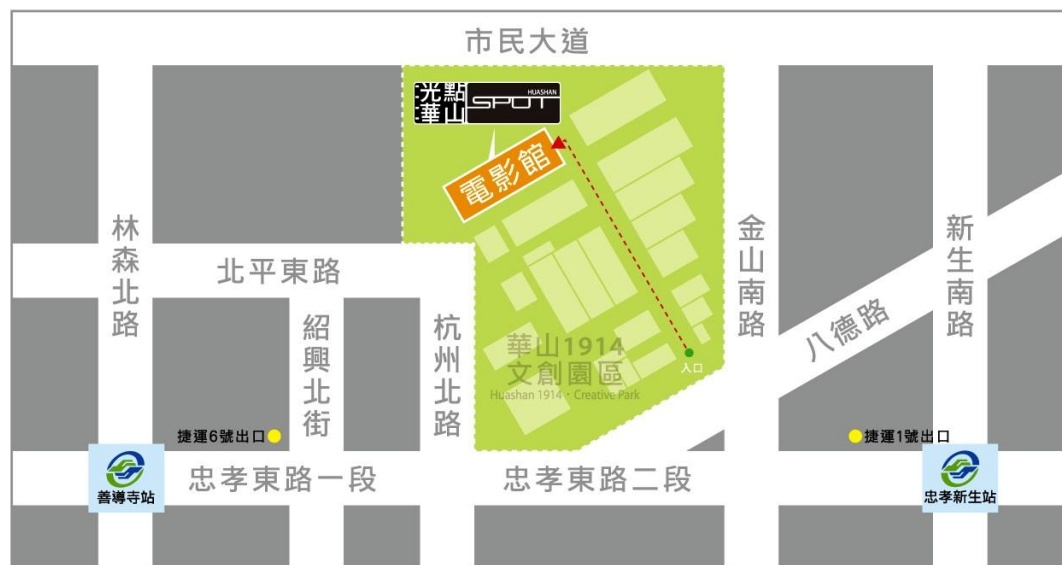 市民大道
光點
華山
HUASHAN
SPOT
電影館
林森北路
北平東路
紹興北街
杭州北路
金山南路
新生南路
八德路
華山1914
文創園區
Huashan 1914・Creative Park
入口
捷運6號出口
捷運1號出口
善導寺站
忠孝東路一段
忠孝東路二段
忠孝新生站